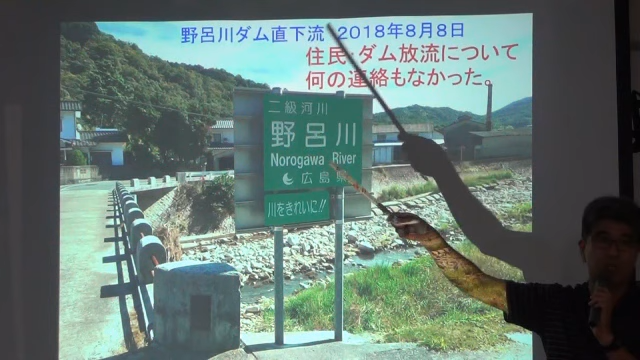 野呂川ダム直下流 2018年8月8日
住民:ダム放流について
何の連絡もなかった。
二級河川
野呂川
Norogawa River
広島県
川をきれいに!!